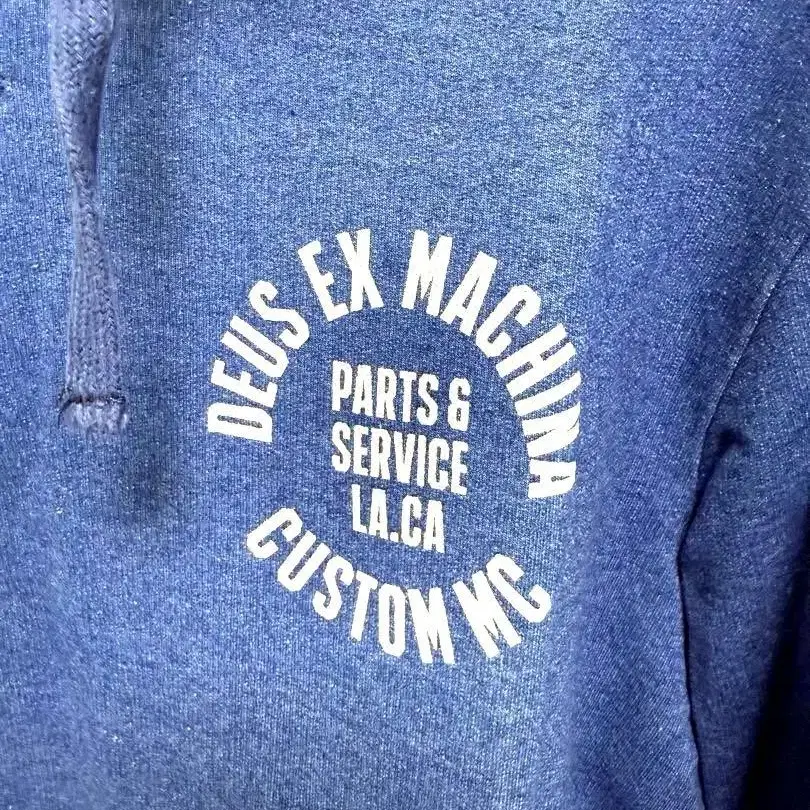 DEUS EX MACHINA
PARTS &
SERVICE
LA.CA
CUSTOM MC